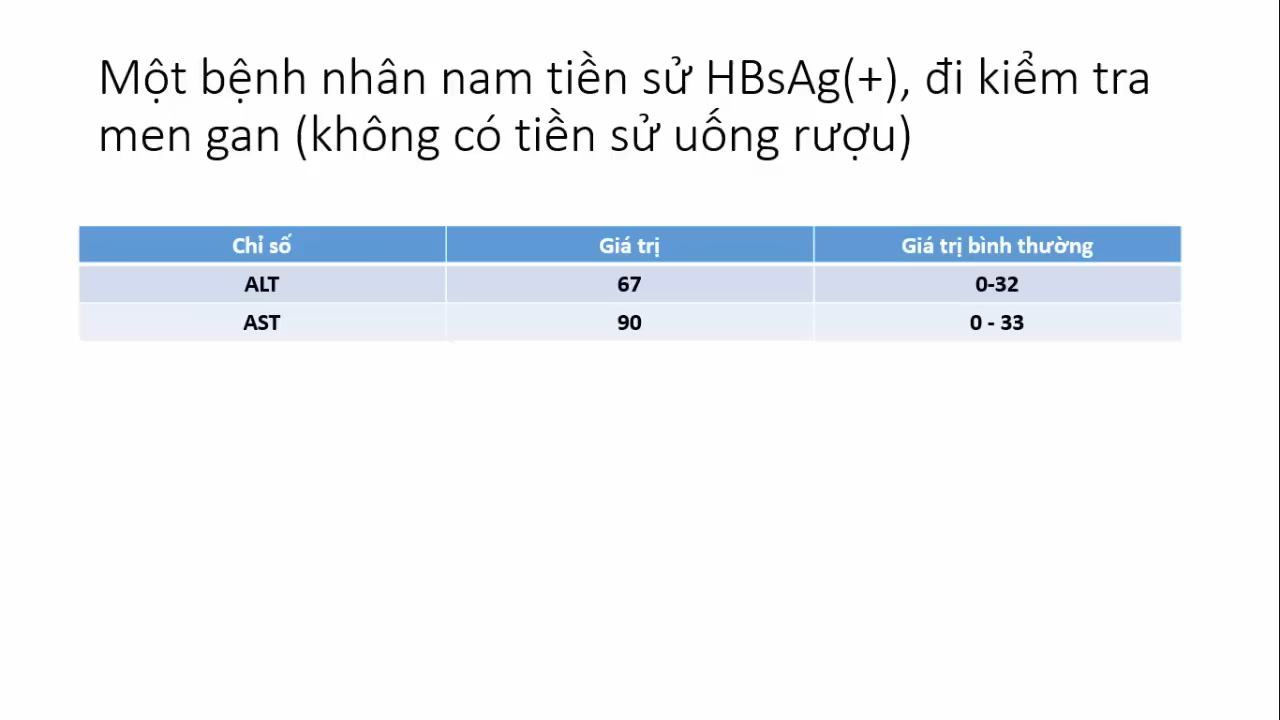 Một bệnh nhân nam tiền sử HBsAg(+), đi kiểm tra
men gan (không có tiền sử uống rượu)
Chỉ số Giá trị Giá trị bình thường
ALT 67 0-32
AST 90 0 - 33